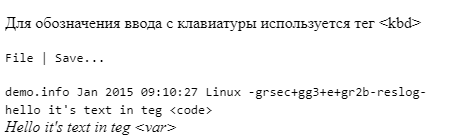 Для обозначения ввода с клавиатуры используется тег <kbd>
File | Save...
demo.info Jan 2015 09:10:27 Linux -grsec+gg3+e+gr2b-reslog-
hello it's text in teg <code>
Hello it's text in teg <var>